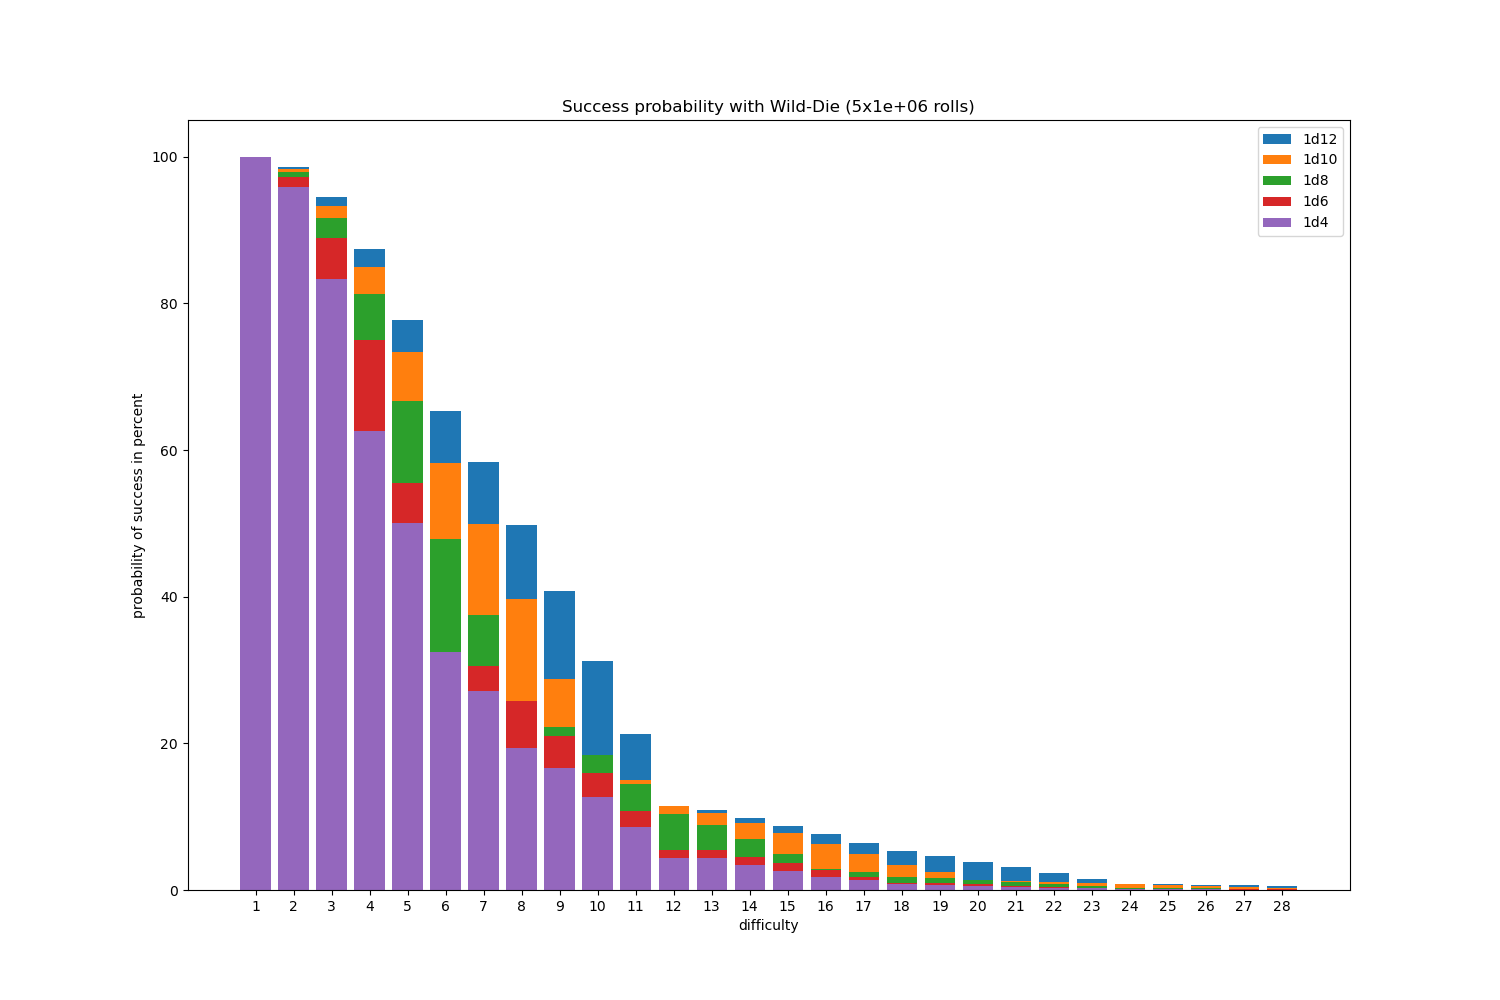 Success probability with Wild-Die (5x1e+06 rolls)
1d12
1d10
1d8
1d6
1d4
probability of success in percent
100
80
60
40
20
0
1 2 3 4 5 6 7 8 9 10 11 12 13 14 15 16 17 18 19 20 21 22 23 24 25 26 27 28
difficulty